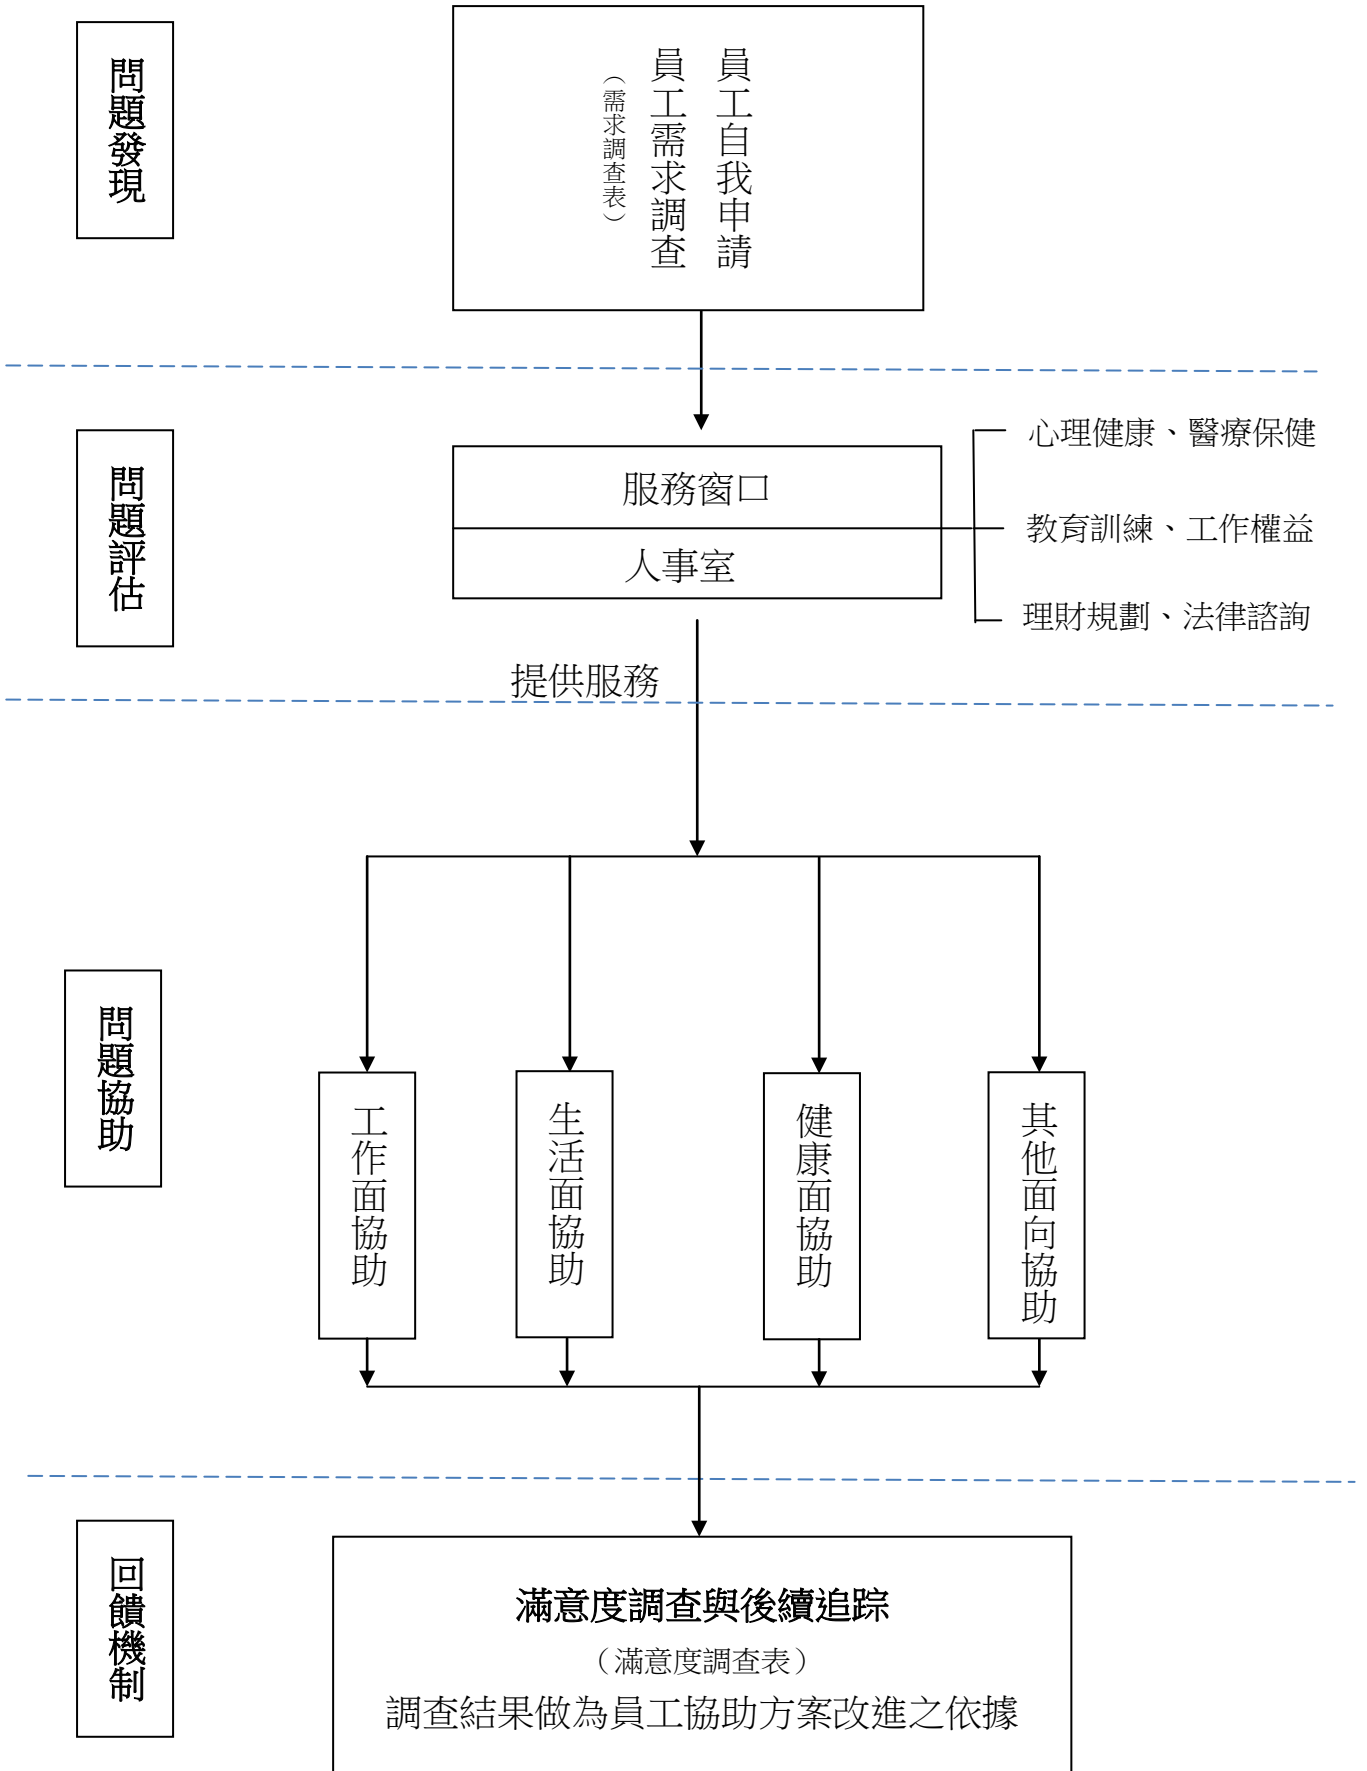 問題發現
員工自我申請
員工需求調查
（需求調查表）
問題評估
服務窗口
人事室
心理健康、醫療保健
教育訓練、工作權益
理財規劃、法律諮詢
提供服務
問題協助
工作面協助
生活面協助
健康面協助
其他面向協助
回饋機制
滿意度調查與後續追踪
（滿意度調查表）
調查結果做為員工協助方案改進之依據